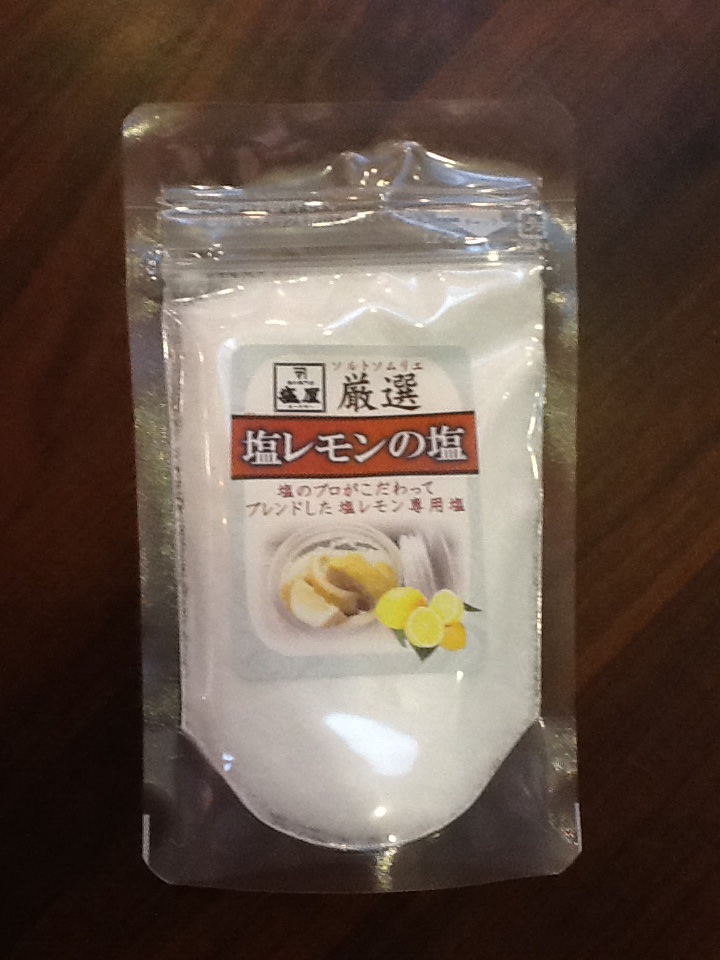 ソルトソムリエ
塩屋
厳選
塩レモンの塩
塩のプロがこだわって
ブレンドした塩レモン専用塩